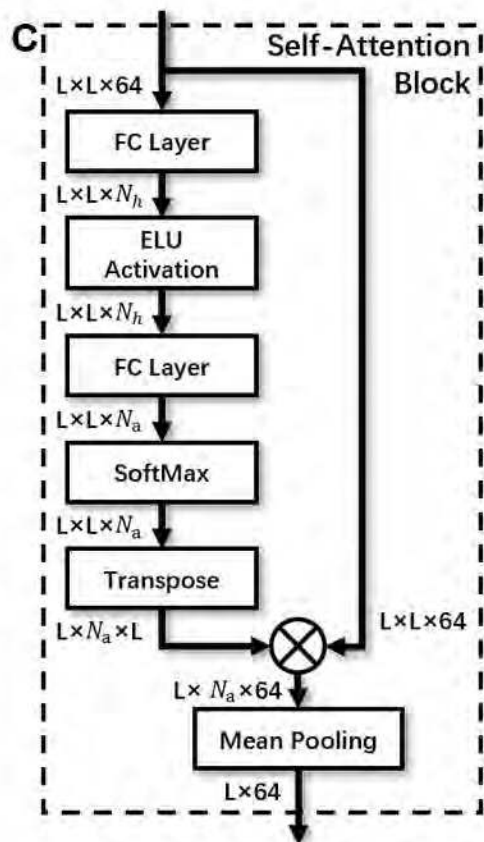 C
Self-Attention
Block
L×L×64
FC Layer
L×L×N_h
ELU
Activation
L×L×N_h
FC Layer
L×L×N_a
SoftMax
L×L×N_a
Transpose
L×N_a×L
L×L×64
L× N_a×64
Mean Pooling
L×64